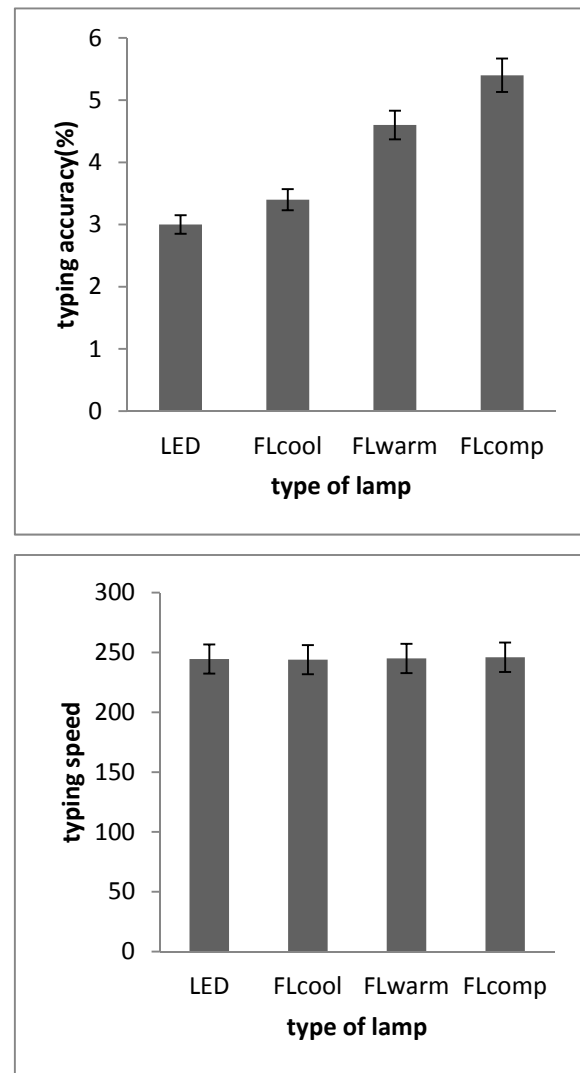 6
5
4
3
2
1
0
typing accuracy(%)
LED FLcool FLwarm FLcomp
type of lamp
300
250
200
150
100
50
0
typing speed
LED FLcool FLwarm FLcomp
type of lamp